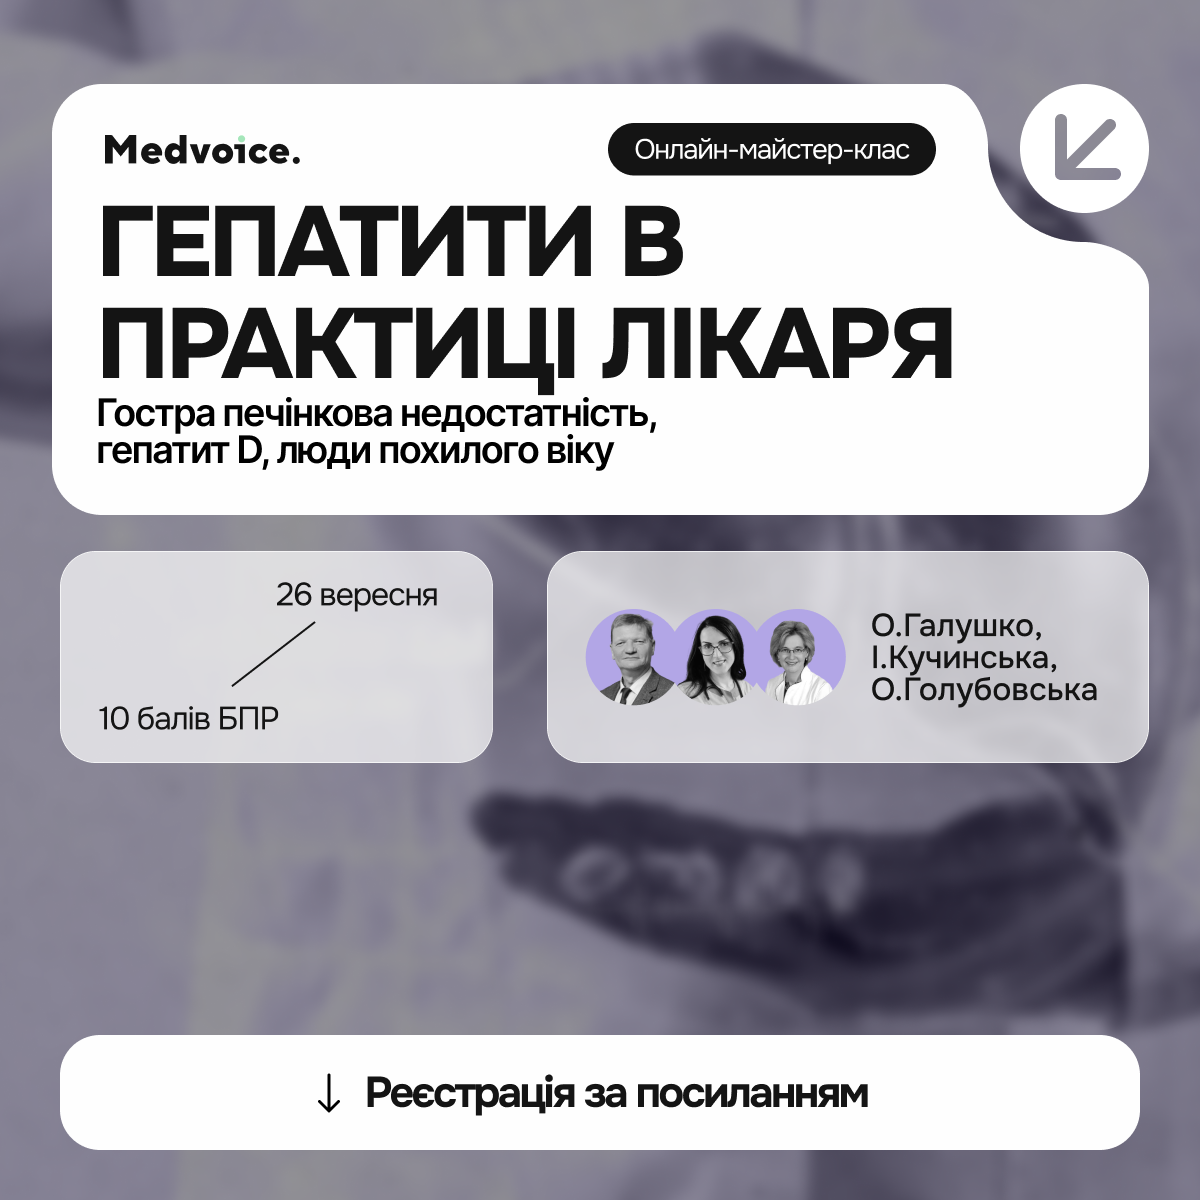 Medvoice.
Онлайн-майстер-клас
ГЕПАТИТИ В
ПРАКТИЦІ ЛІКАРЯ
Гостра печінкова недостатність,
гепатит D, люди похилого віку
26 вересня
10 балів БПР
О.Галушко,
І.Кучинська,
О.Голубовська
Реєстрація за посиланням